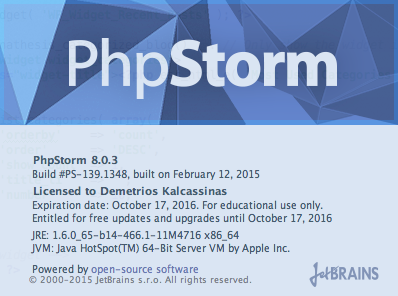 PhpStorm
PhpStorm 8.0.3
Build #PS-139.1348, built on February 12, 2015
Licensed to Demetrios Kalcassinas
Expiration date: October 17, 2016. For educational use only.
Entitled for free updates and upgrades until October 17, 2016
JRE: 1.6.0_65-b14-466.1-11M4716 x86_64
JVM: Java HotSpot(TM) 64-Bit Server VM by Apple Inc.
Powered by open-source software
© 2000-2015 JetBrains s.r.o. All rights reserved.
JetBRAINS